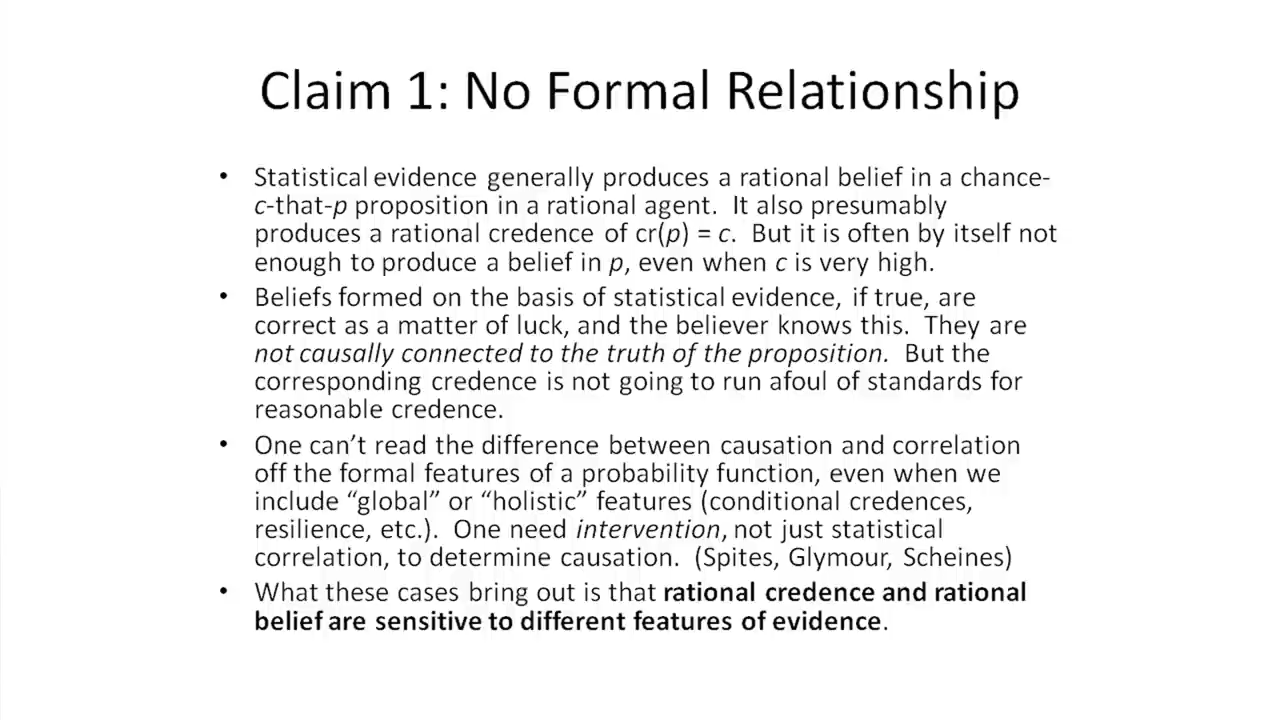 Claim 1: No Formal Relationship
• Statistical evidence generally produces a rational belief in a chance-
c-that-p proposition in a rational agent.  It also presumably
produces a rational credence of cr(p) = c.  But it is often by itself not
enough to produce a belief in p, even when c is very high.
• Beliefs formed on the basis of statistical evidence, if true, are
correct as a matter of luck, and the believer knows this.  They are
not causally connected to the truth of the proposition.  But the
corresponding credence is not going to run afoul of standards for
reasonable credence.
• One can’t read the difference between causation and correlation
off the formal features of a probability function, even when we
include “global” or “holistic” features (conditional credences,
resilience, etc.).  One need intervention, not just statistical
correlation, to determine causation.  (Spites, Glymour, Scheines)
• What these cases bring out is that rational credence and rational
belief are sensitive to different features of evidence.